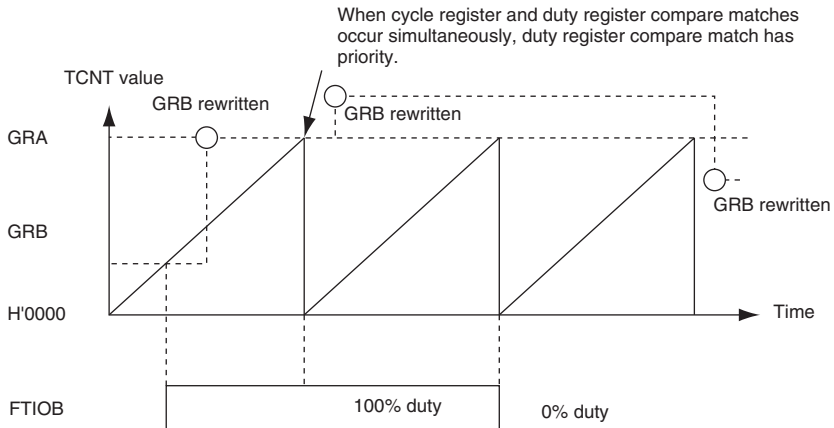 When cycle register and duty register compare matches
occur simultaneously, duty register compare match has
priority.
TCNT value
GRB rewritten
GRB rewritten
GRA
GRB rewritten
GRB
H'0000
Time
FTIOB
100% duty
0% duty